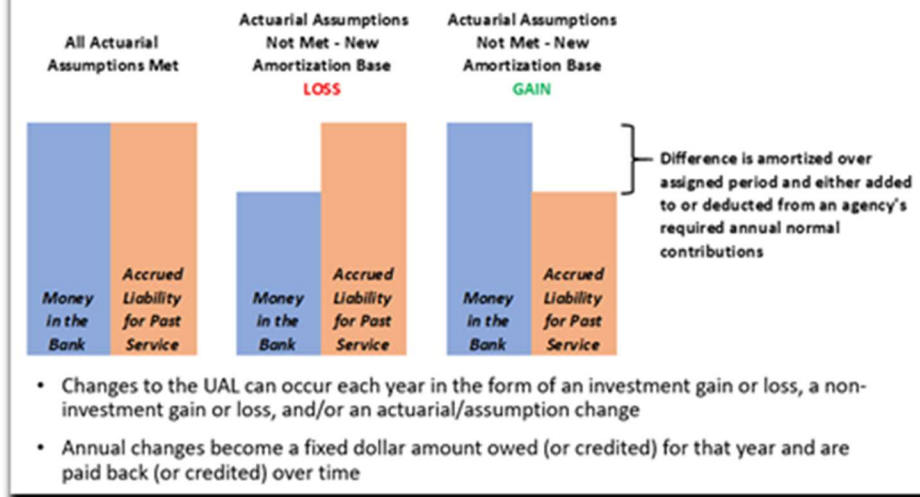 All Actuarial
Assumptions Met
Actuarial Assumptions
Not Met - New
Amortization Base
LOSS
Actuarial Assumptions
Not Met - New
Amortization Base
GAIN
Money
in the
Bank
Accrued
Liability
for Past
Service
Money
in the
Bank
Accrued
Liability
for Past
Service
Money
in the
Bank
Accrued
Liability
for Past
Service
Difference is amortized over
assigned period and either added
to or deducted from an agency's
required annual normal
contributions
• Changes to the UAL can occur each year in the form of an investment gain or loss, a non-
investment gain or loss, and/or an actuarial/assumption change
• Annual changes become a fixed dollar amount owed (or credited) for that year and are
paid back (or credited) over time